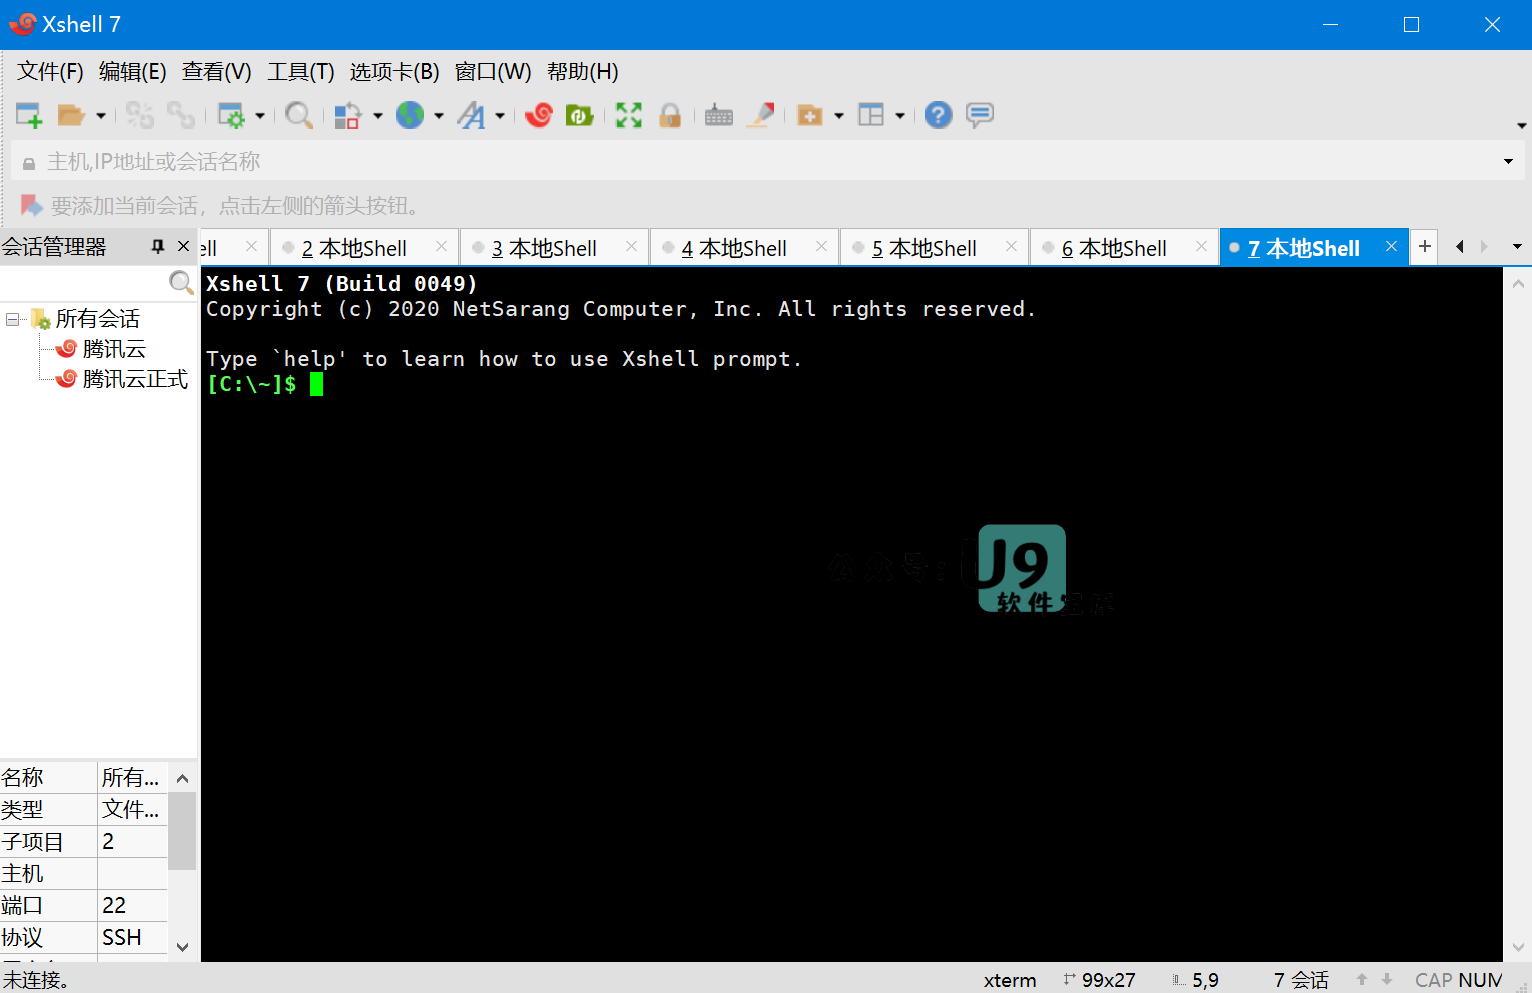 Xshell 7
文件(F) 编辑(E) 查看(V) 工具(T) 选项卡(B) 窗口(W) 帮助(H)
主机,IP地址或会话名称
要添加当前会话，点击左侧的箭头按钮。
会话管理器
ell 2 本地Shell 3 本地Shell 4 本地Shell 5 本地Shell 6 本地Shell 7 本地Shell
所有会话
腾讯云
腾讯云正式
Xshell 7 (Build 0049)
Copyright (c) 2020 NetSarang Computer, Inc. All rights reserved.
Type `help' to learn how to use Xshell prompt.
[C:\~]$
公众号:
U9
软件宝库
名称 所有...
类型 文件...
子项目 2
主机
端口 22
协议 SSH
未连接。 xterm 99x27 5,9 7 会话 CAP NUM